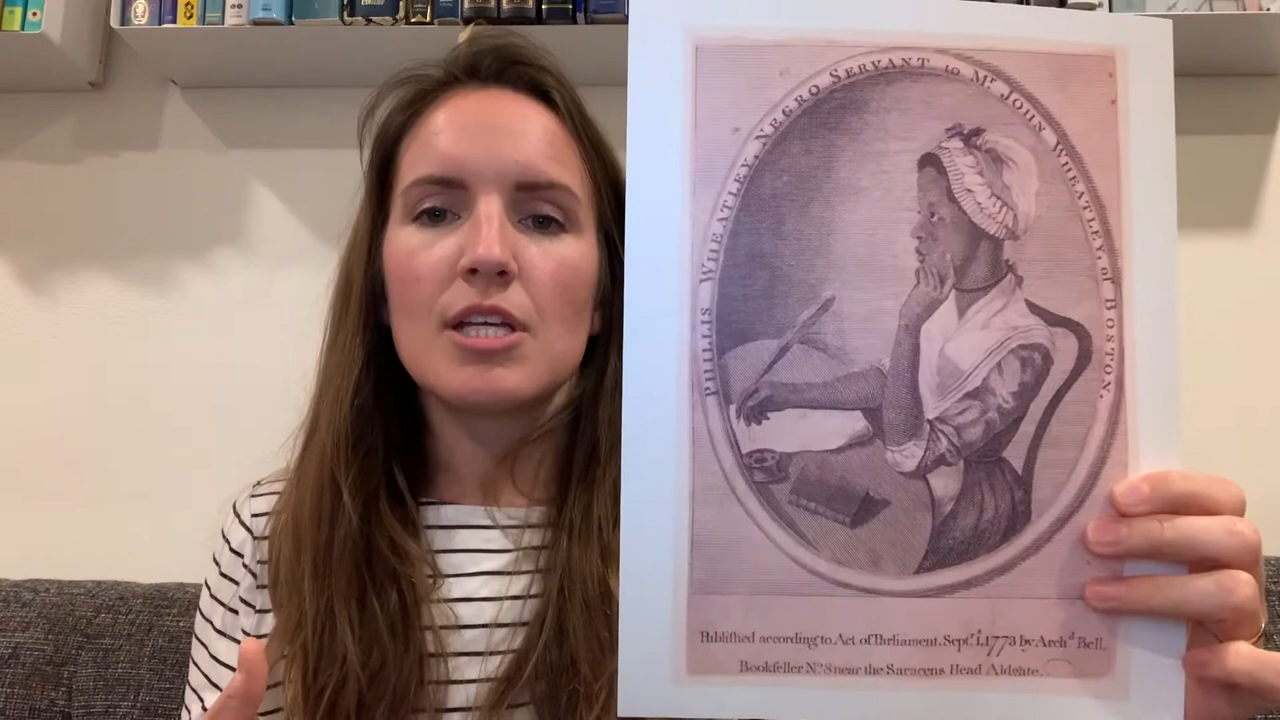 PHILLIS WHEATLEY, NEGRO SERVANT to Mr. JOHN WHEATLEY, of BOSTON.
Publiſhed according to Act of Parliament, Septr. 1, 1773 by Archd. Bell,
Bookſeller No. 8 near the Saracens Head Aldgate.